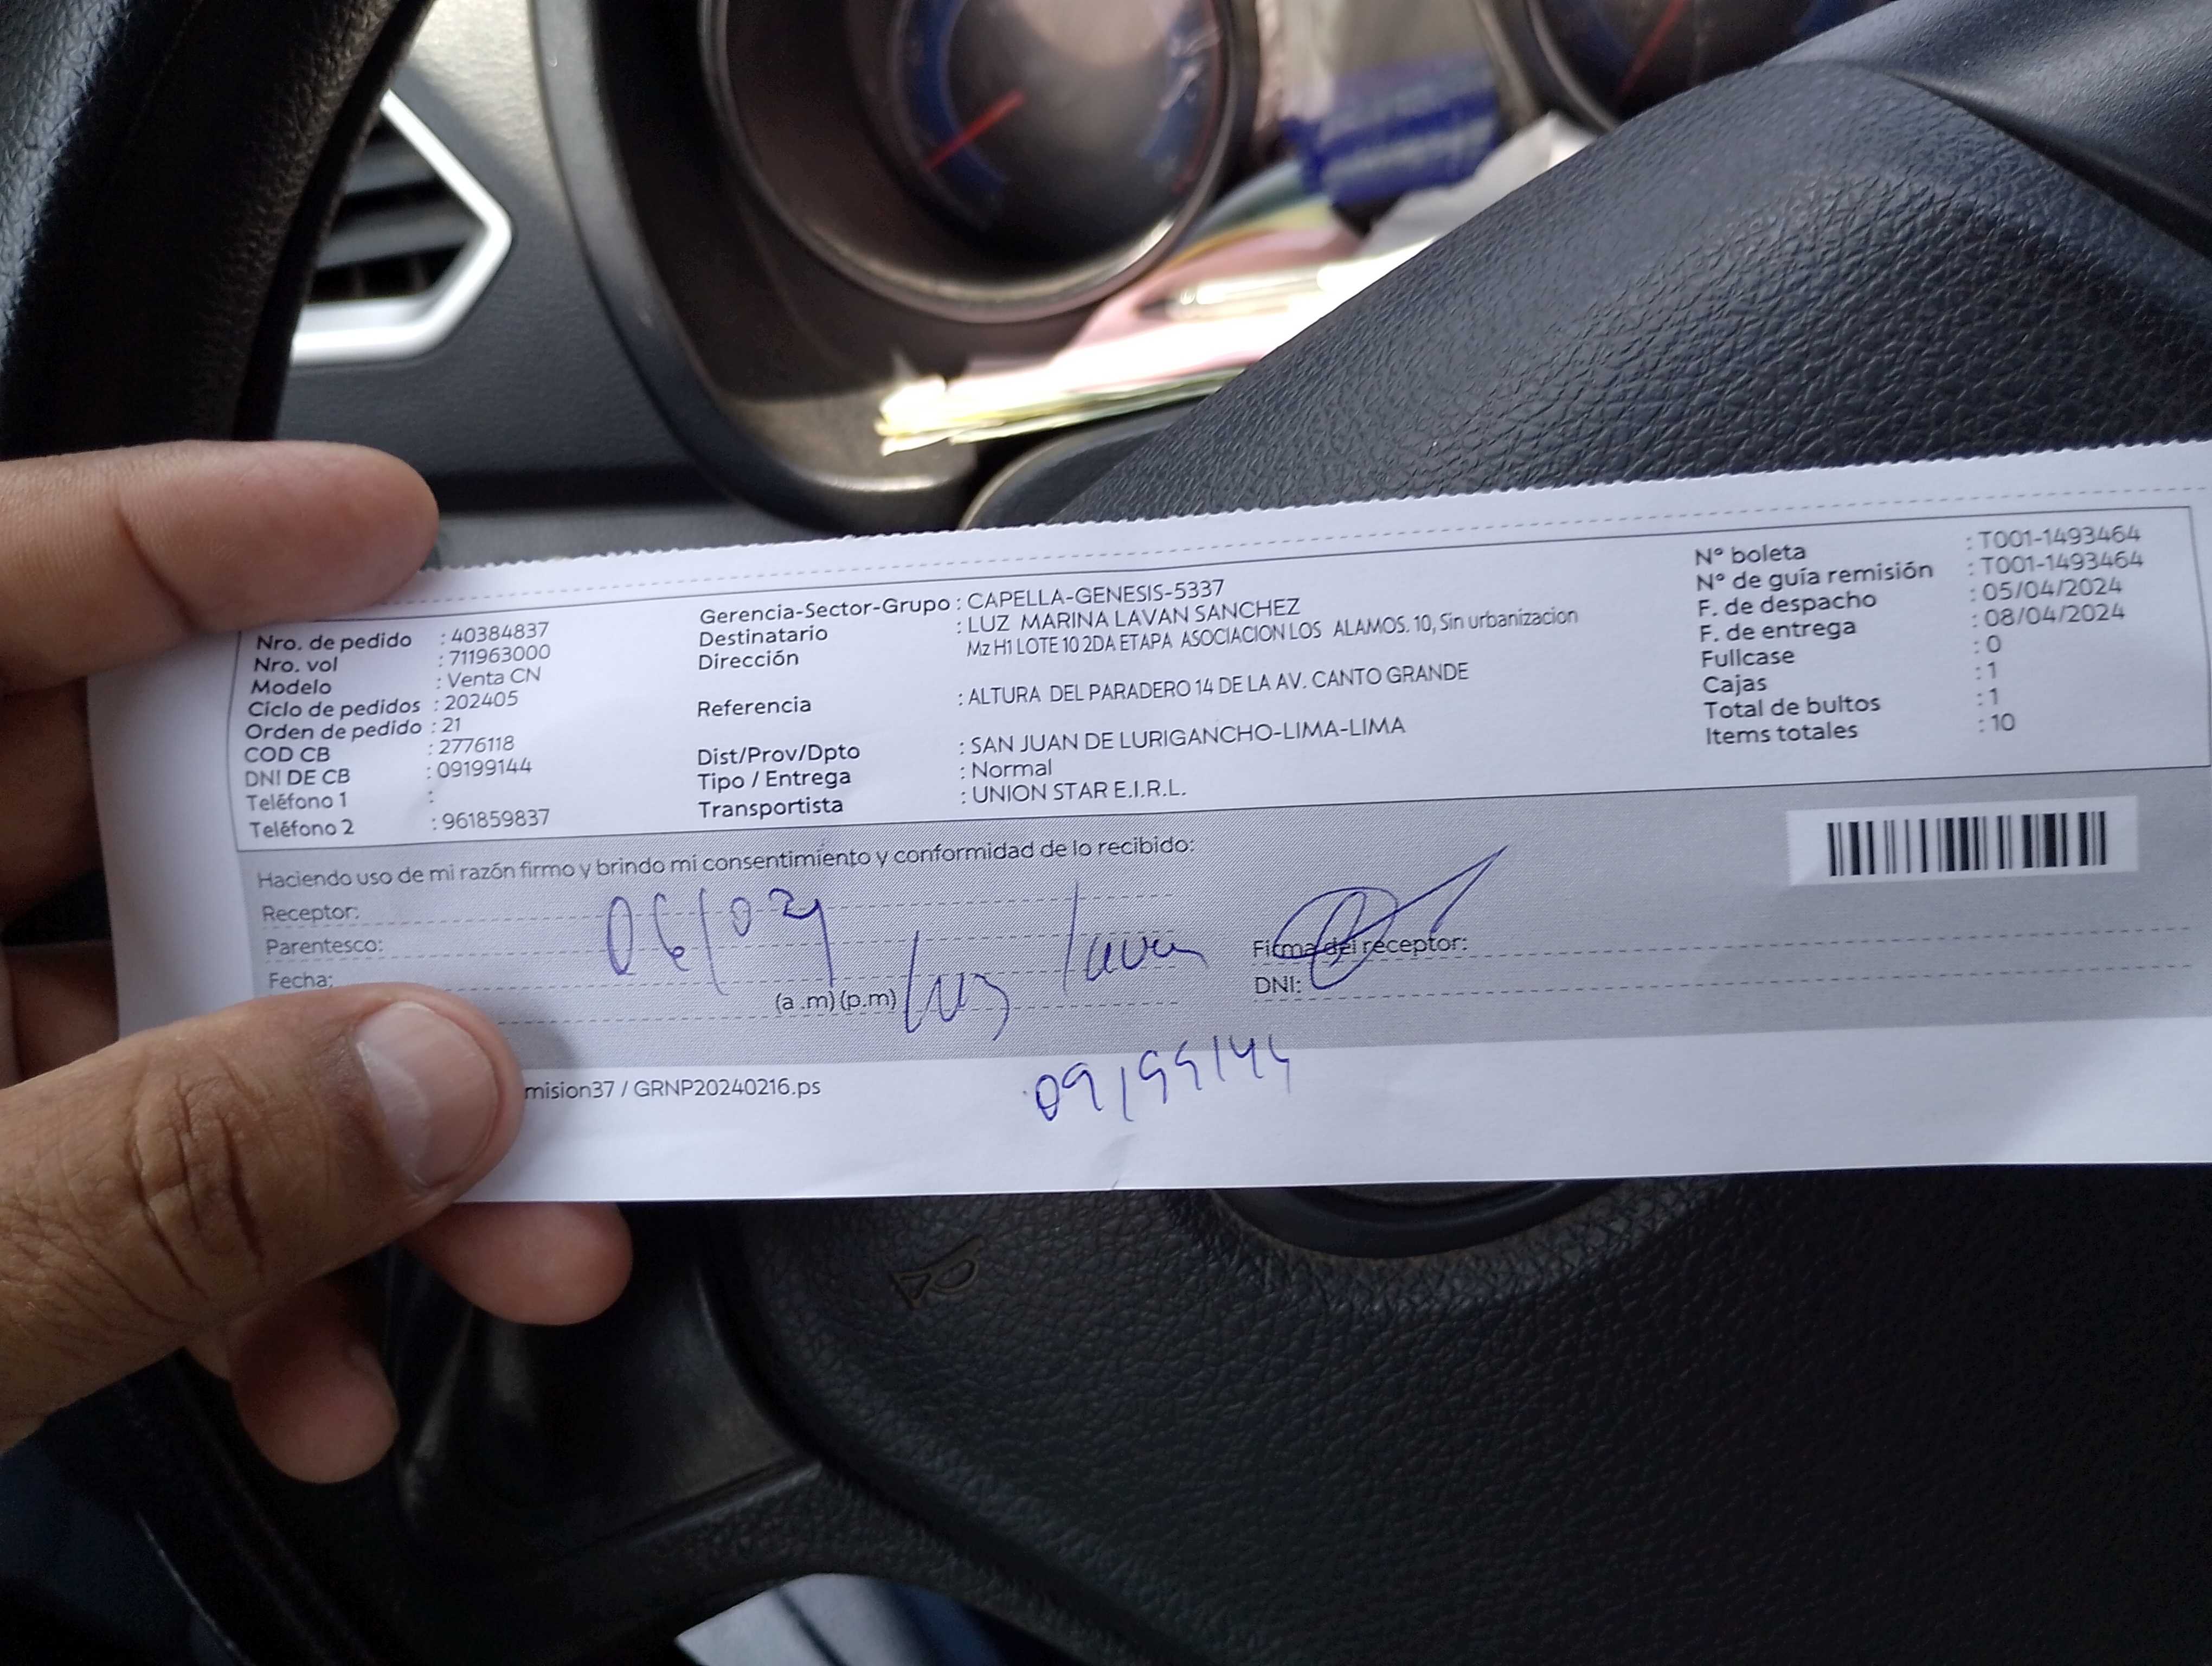 Nro. de pedido : 40384837
Nro. vol : 711963000
Modelo : Venta CN
Ciclo de pedidos : 202405
Orden de pedido : 21
COD CB : 2776118
DNI DE CB : 09199144
Teléfono 1 :
Teléfono 2 : 961859837
Gerencia-Sector-Grupo : CAPELLA-GENESIS-5337
Destinatario : LUZ MARINA LAVAN SANCHEZ
Dirección Mz H1 LOTE 10 2DA ETAPA ASOCIACION LOS ALAMOS. 10, Sin urbanizacion
Referencia : ALTURA DEL PARADERO 14 DE LA AV. CANTO GRANDE
Dist/Prov/Dpto : SAN JUAN DE LURIGANCHO-LIMA-LIMA
Tipo / Entrega : Normal
Transportista : UNION STAR E.I.R.L.
N° boleta : T001-1493464
N° de guía remisión : T001-1493464
F. de despacho : 05/04/2024
F. de entrega : 08/04/2024
Fullcase : 0
Cajas : 1
Total de bultos : 1
Items totales : 10
Haciendo uso de mi razón firmo y brindo mi consentimiento y conformidad de lo recibido:
Receptor:
Parentesco:
Fecha:
(a .m) (p.m)
Luz Lavan
Firma del receptor:
DNI:
09199144
mision37 / GRNP20240216.ps